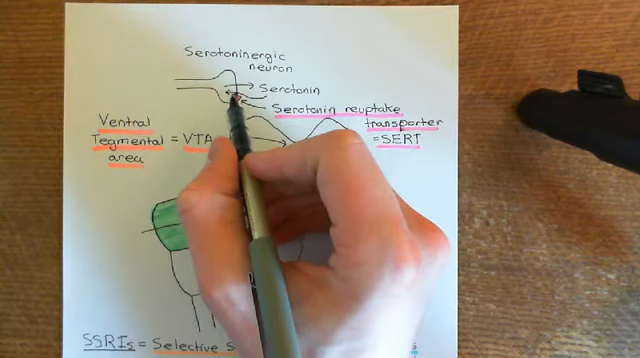 Serotoninergic
neuron
Serotonin
Serotonin reuptake
transporter
= SERT
Ventral
Tegmental
area
= VTA
SSRIs = Selective s